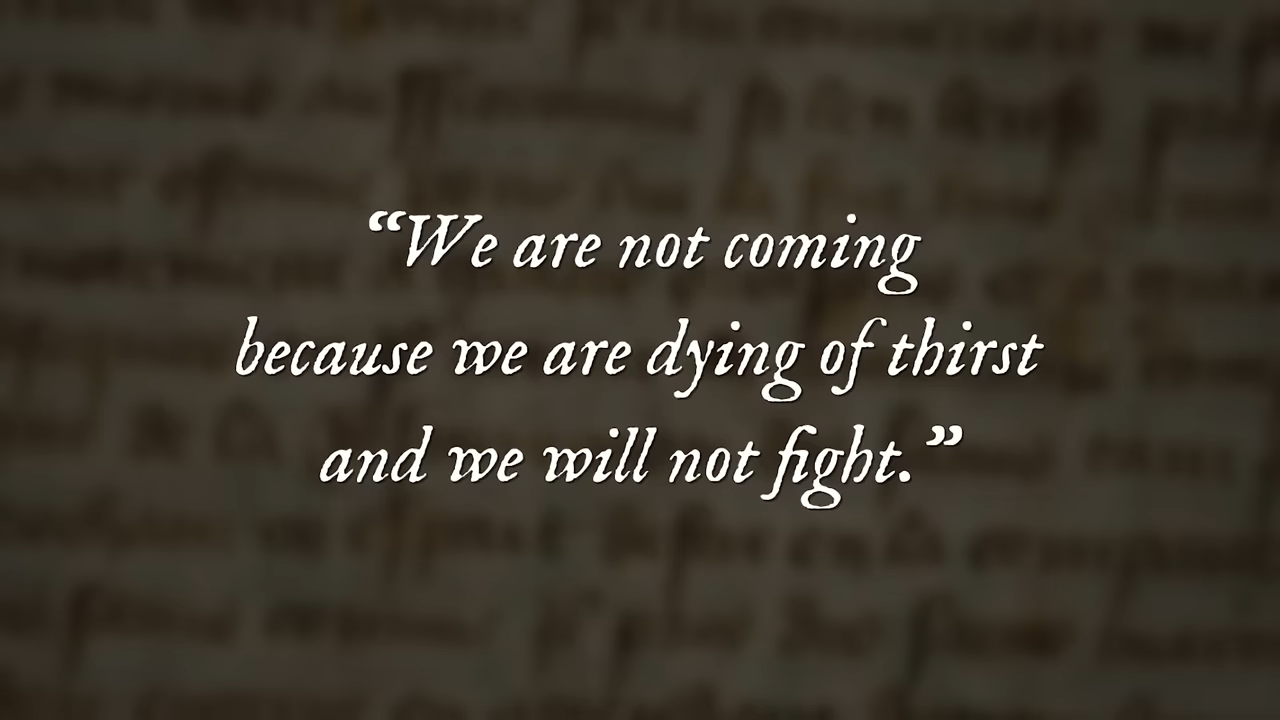 “We are not coming
because we are dying of thirst
and we will not fight.”